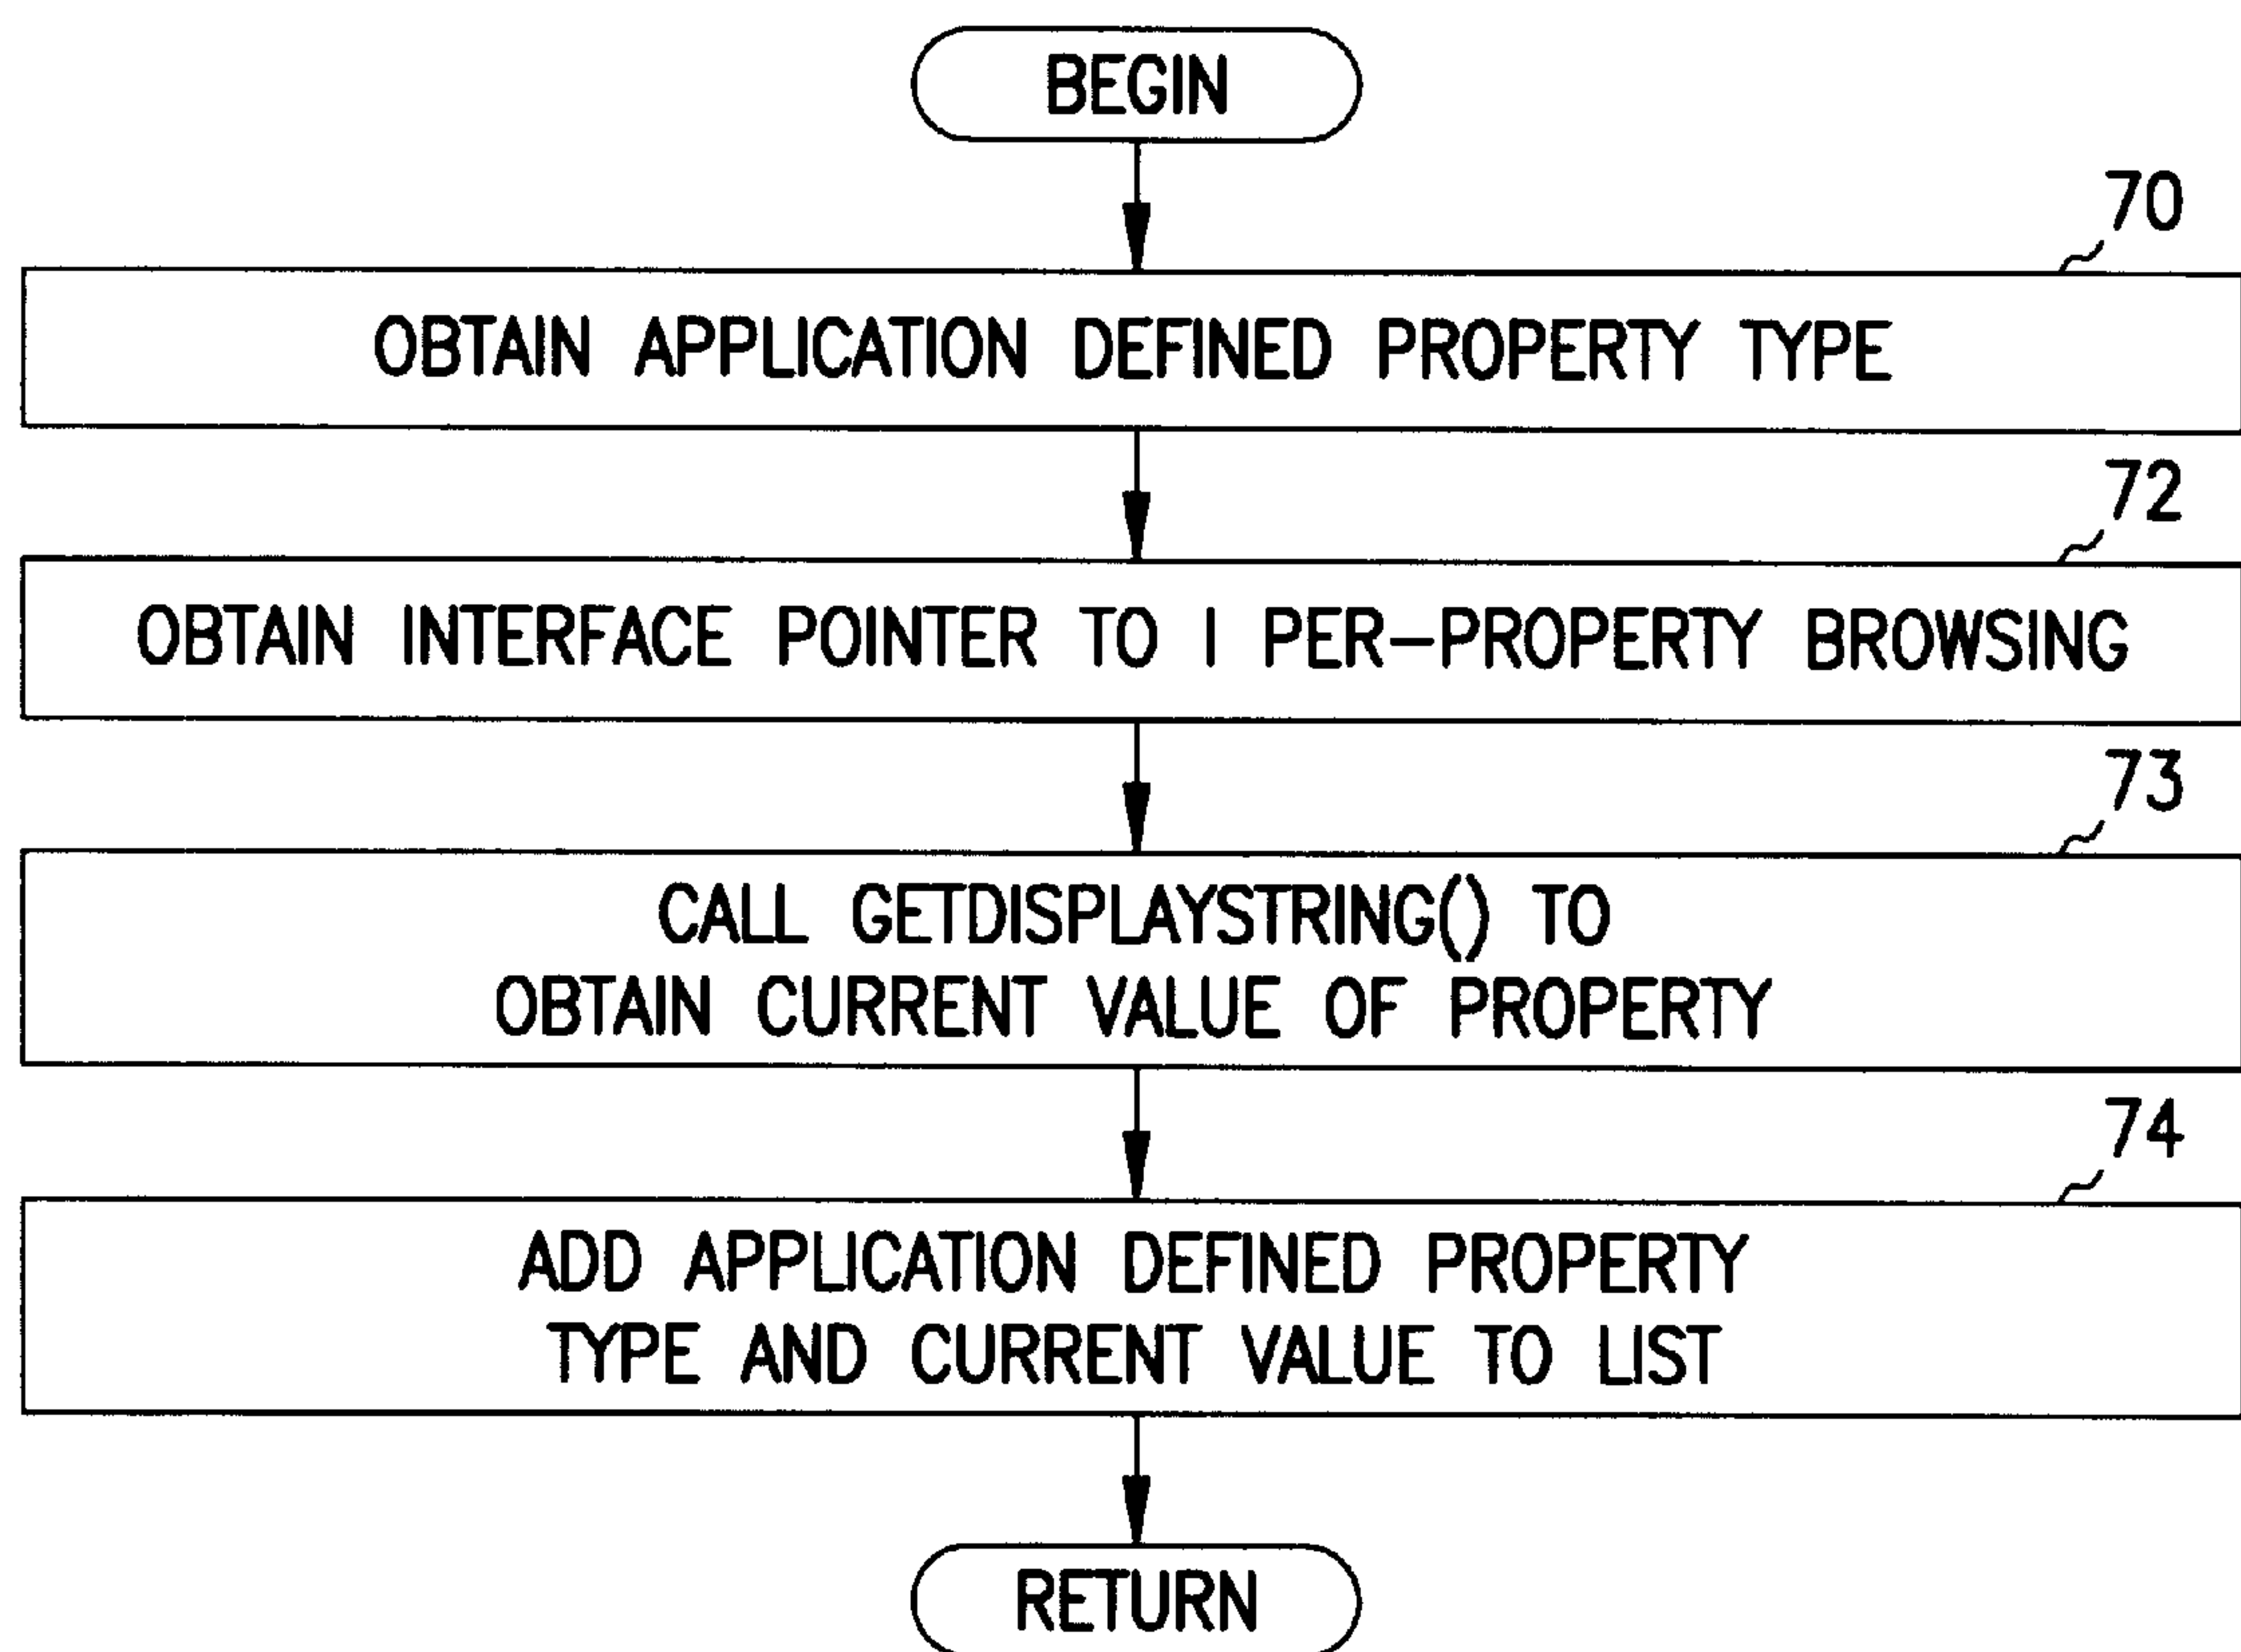 BEGIN
70
OBTAIN APPLICATION DEFINED PROPERTY TYPE
72
OBTAIN INTERFACE POINTER TO I PER-PROPERTY BROWSING
73
CALL GETDISPLAYSTRING() TO
OBTAIN CURRENT VALUE OF PROPERTY
74
ADD APPLICATION DEFINED PROPERTY
TYPE AND CURRENT VALUE TO LIST
RETURN